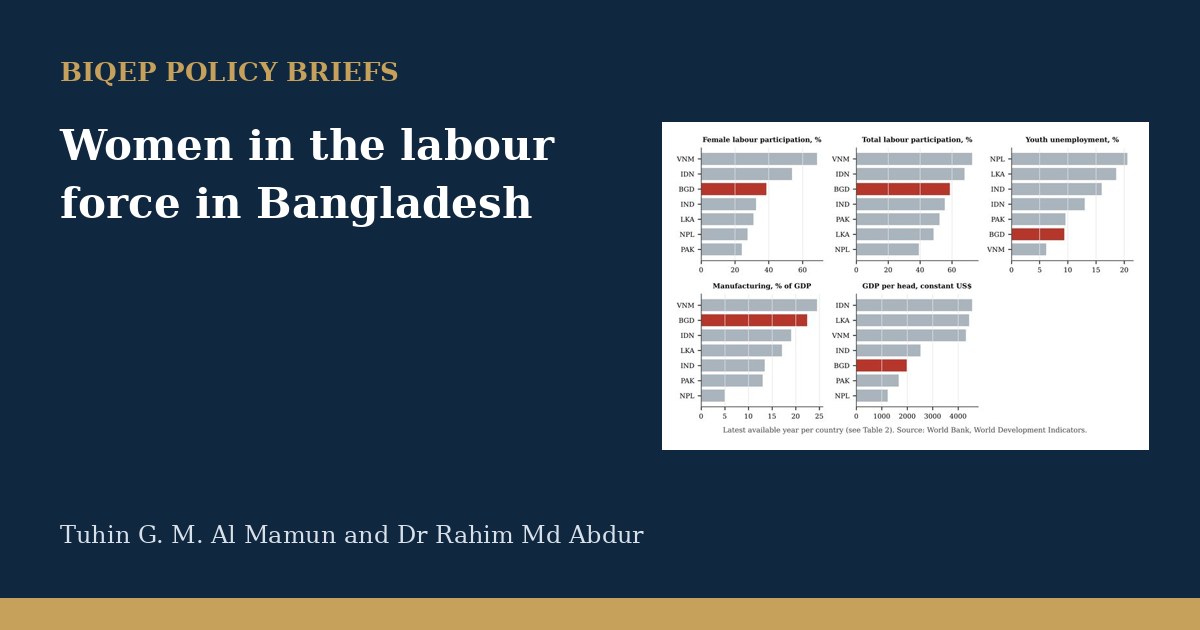 BIQEP POLICY BRIEFS
Women in the labour
force in Bangladesh
Female labour participation, %
VNM
IDN
BGD
IND
LKA
NPL
PAK
0 20 40 60
Total labour participation, %
VNM
IDN
BGD
IND
PAK
LKA
NPL
0 20 40 60
Youth unemployment, %
NPL
LKA
IND
IDN
PAK
BGD
VNM
0 5 10 15 20
Manufacturing, % of GDP
VNM
BGD
IDN
LKA
IND
PAK
NPL
0 5 10 15 20 25
GDP per head, constant US$
IDN
LKA
VNM
IND
BGD
PAK
NPL
0 1000 2000 3000 4000
Latest available year per country (see Table 2). Source: World Bank, World Development Indicators.
Tuhin G. M. Al Mamun and Dr Rahim Md Abdur